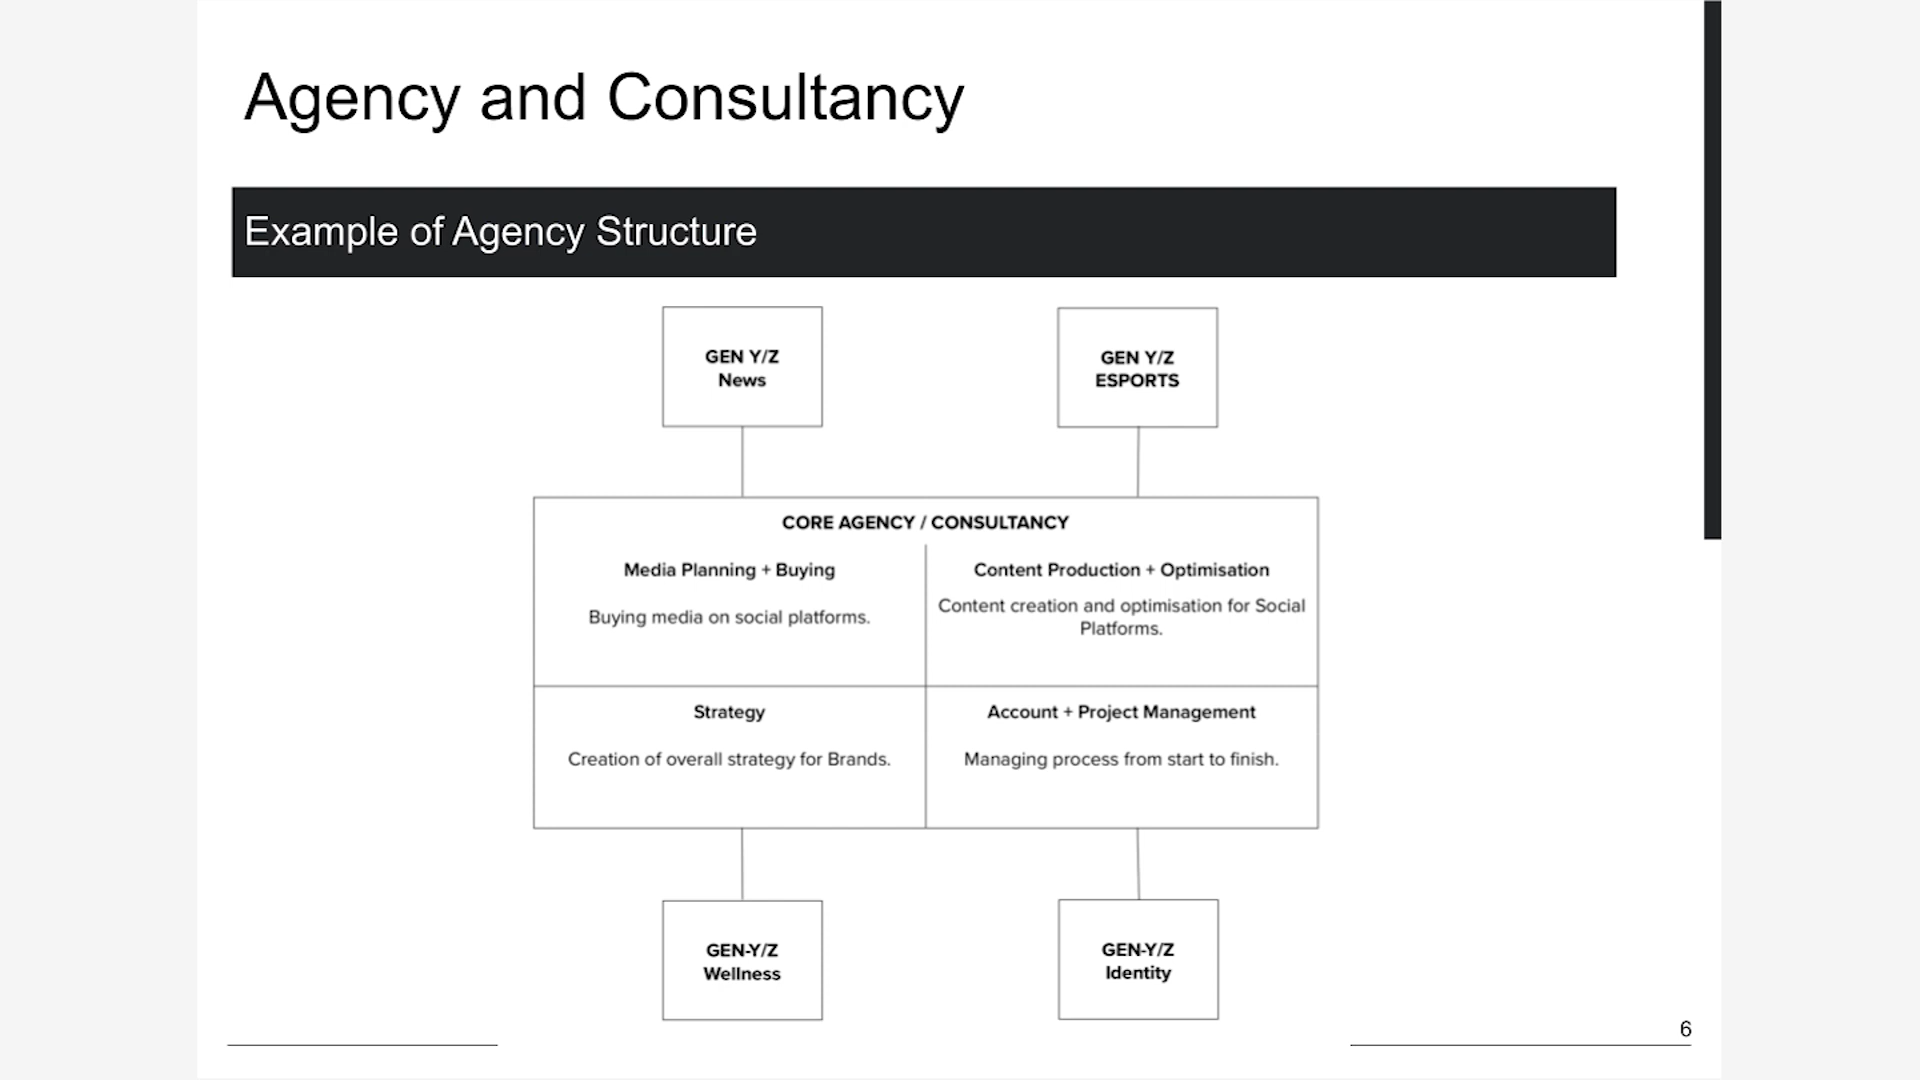 Agency and Consultancy
Example of Agency Structure
GEN Y/Z
News
GEN Y/Z
ESPORTS
CORE AGENCY / CONSULTANCY
Media Planning + Buying
Buying media on social platforms.
Content Production + Optimisation
Content creation and optimisation for Social
Platforms.
Strategy
Creation of overall strategy for Brands.
Account + Project Management
Managing process from start to finish.
GEN-Y/Z
Wellness
GEN-Y/Z
Identity
6